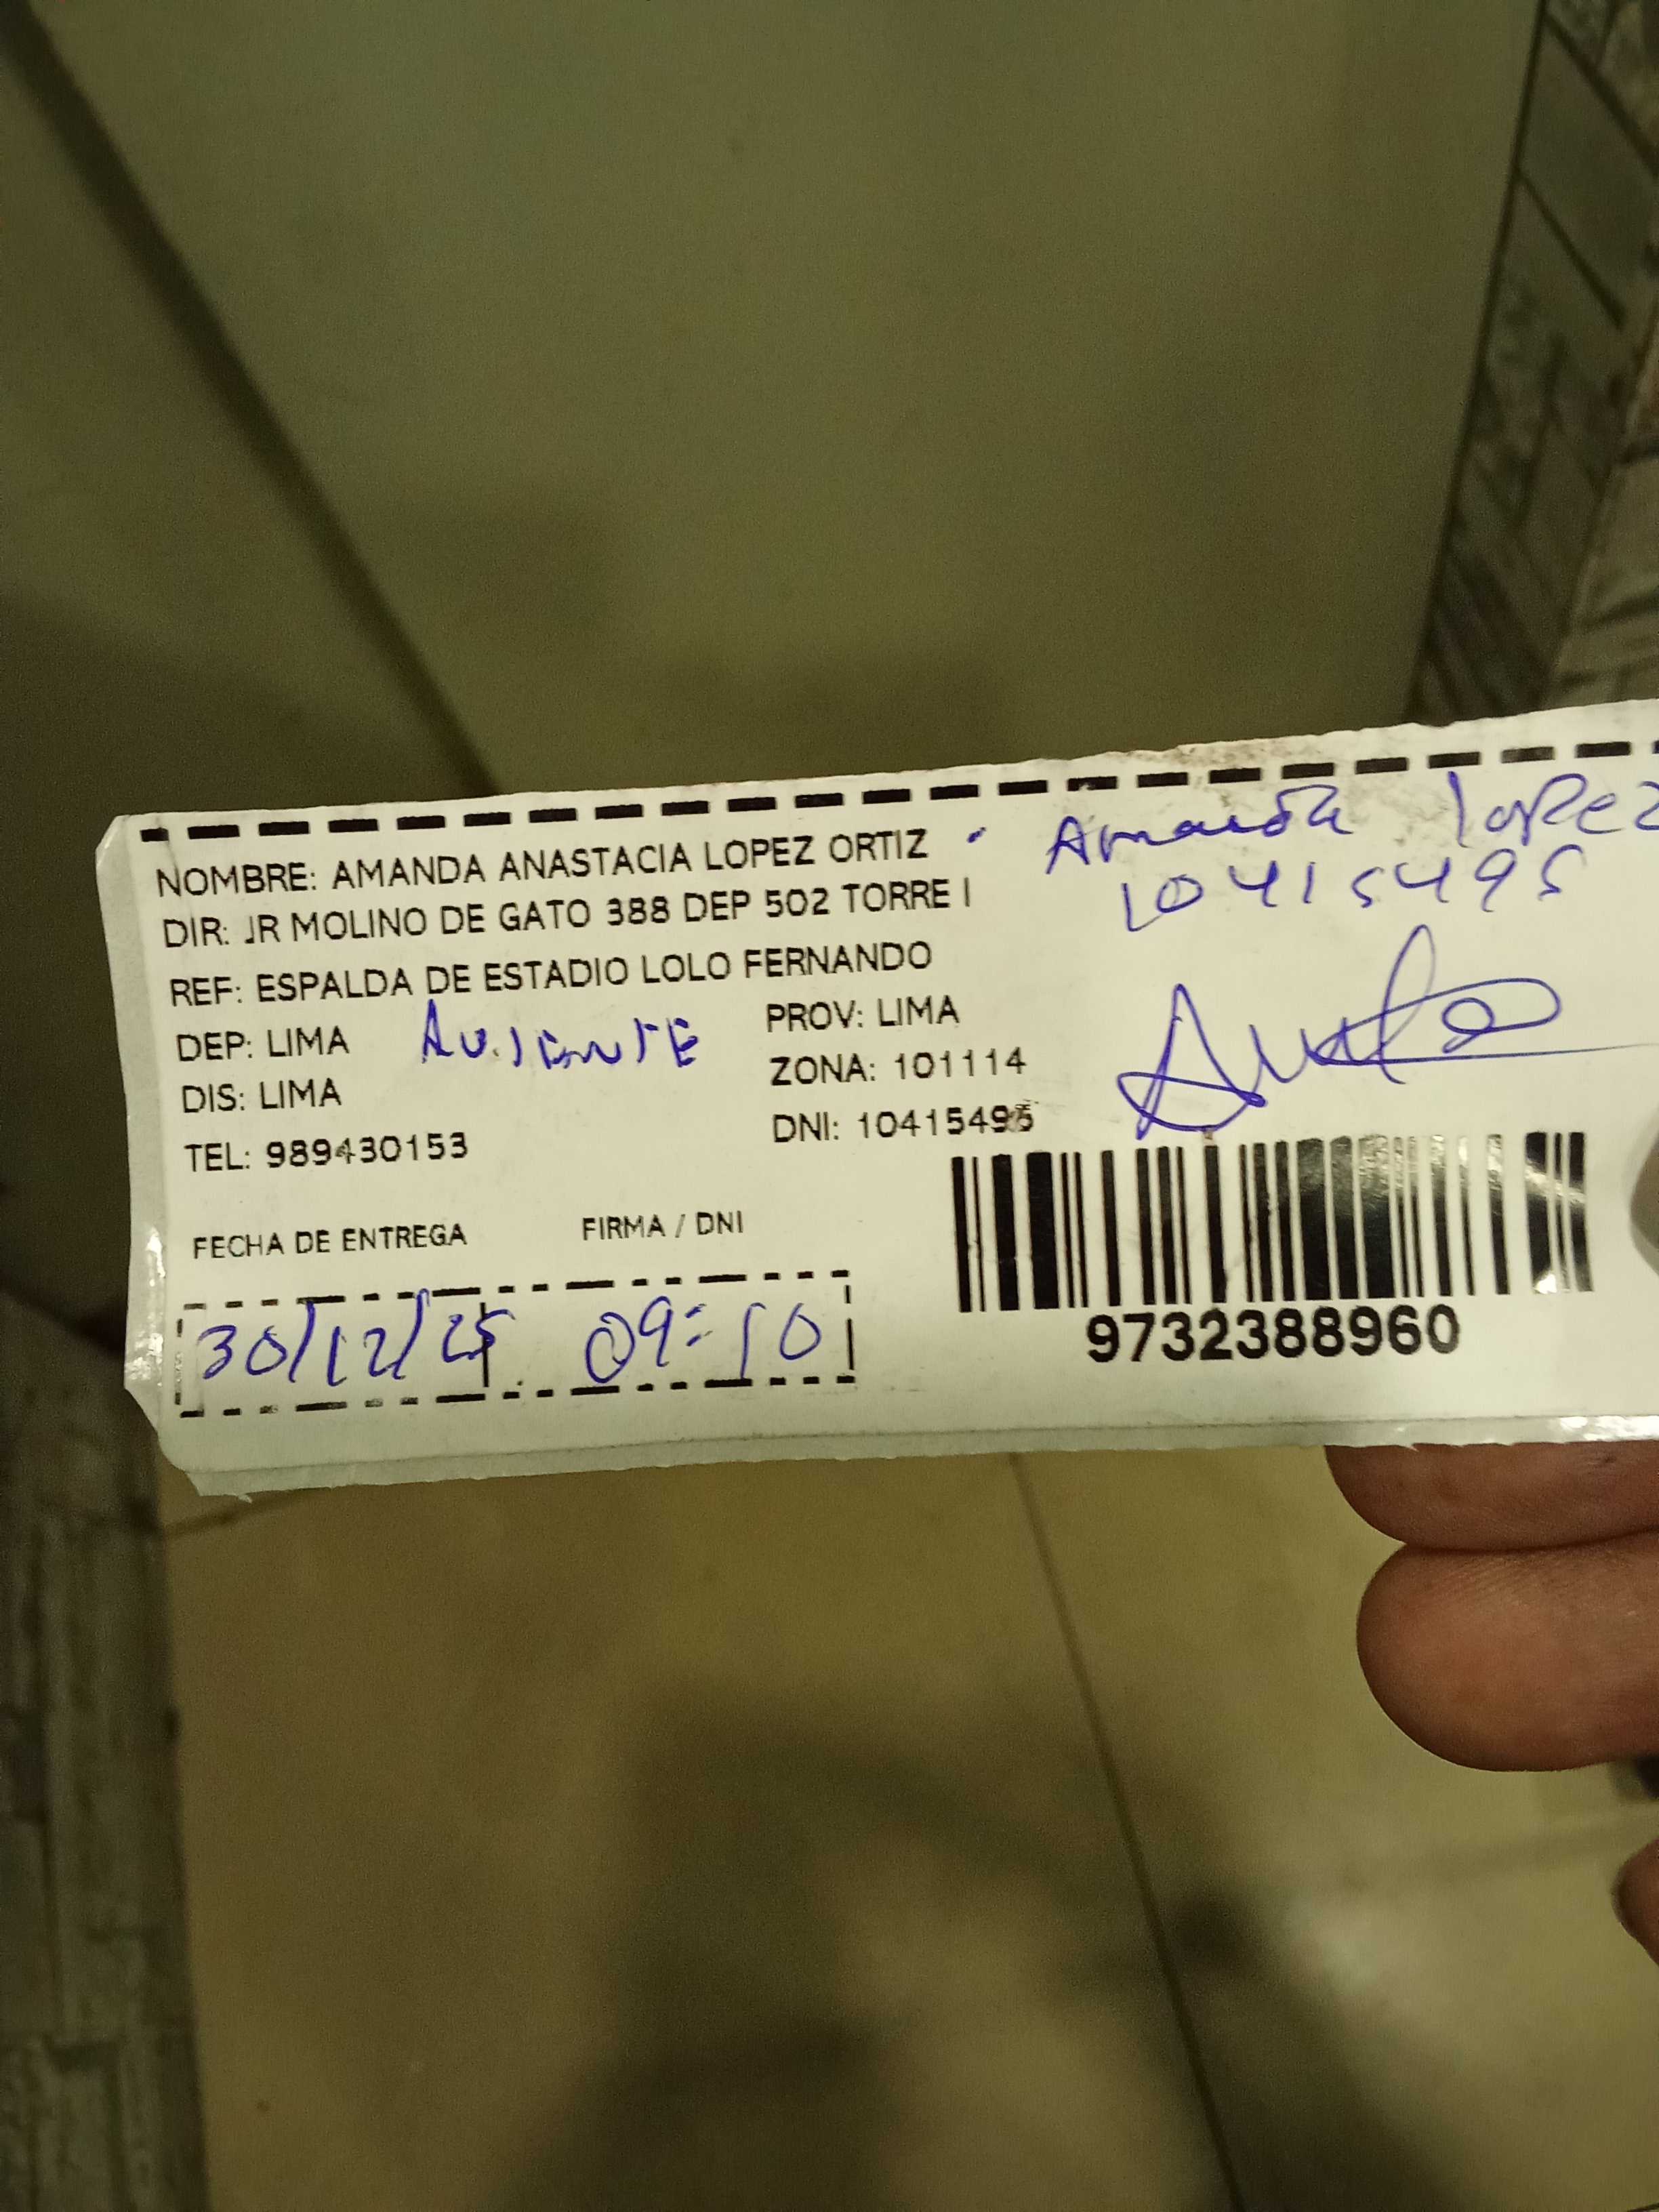 NOMBRE: AMANDA ANASTACIA LOPEZ ORTIZ
Amanda Lopez
DIR: JR MOLINO DE GATO 388 DEP 502 TORRE I
10415495
REF: ESPALDA DE ESTADIO LOLO FERNANDO
DEP: LIMA
PROV: LIMA
DIS: LIMA
ZONA: 101114
TEL: 989430153
DNI: 10415495
FECHA DE ENTREGA
FIRMA / DNI
30/12/25 09:10
9732388960